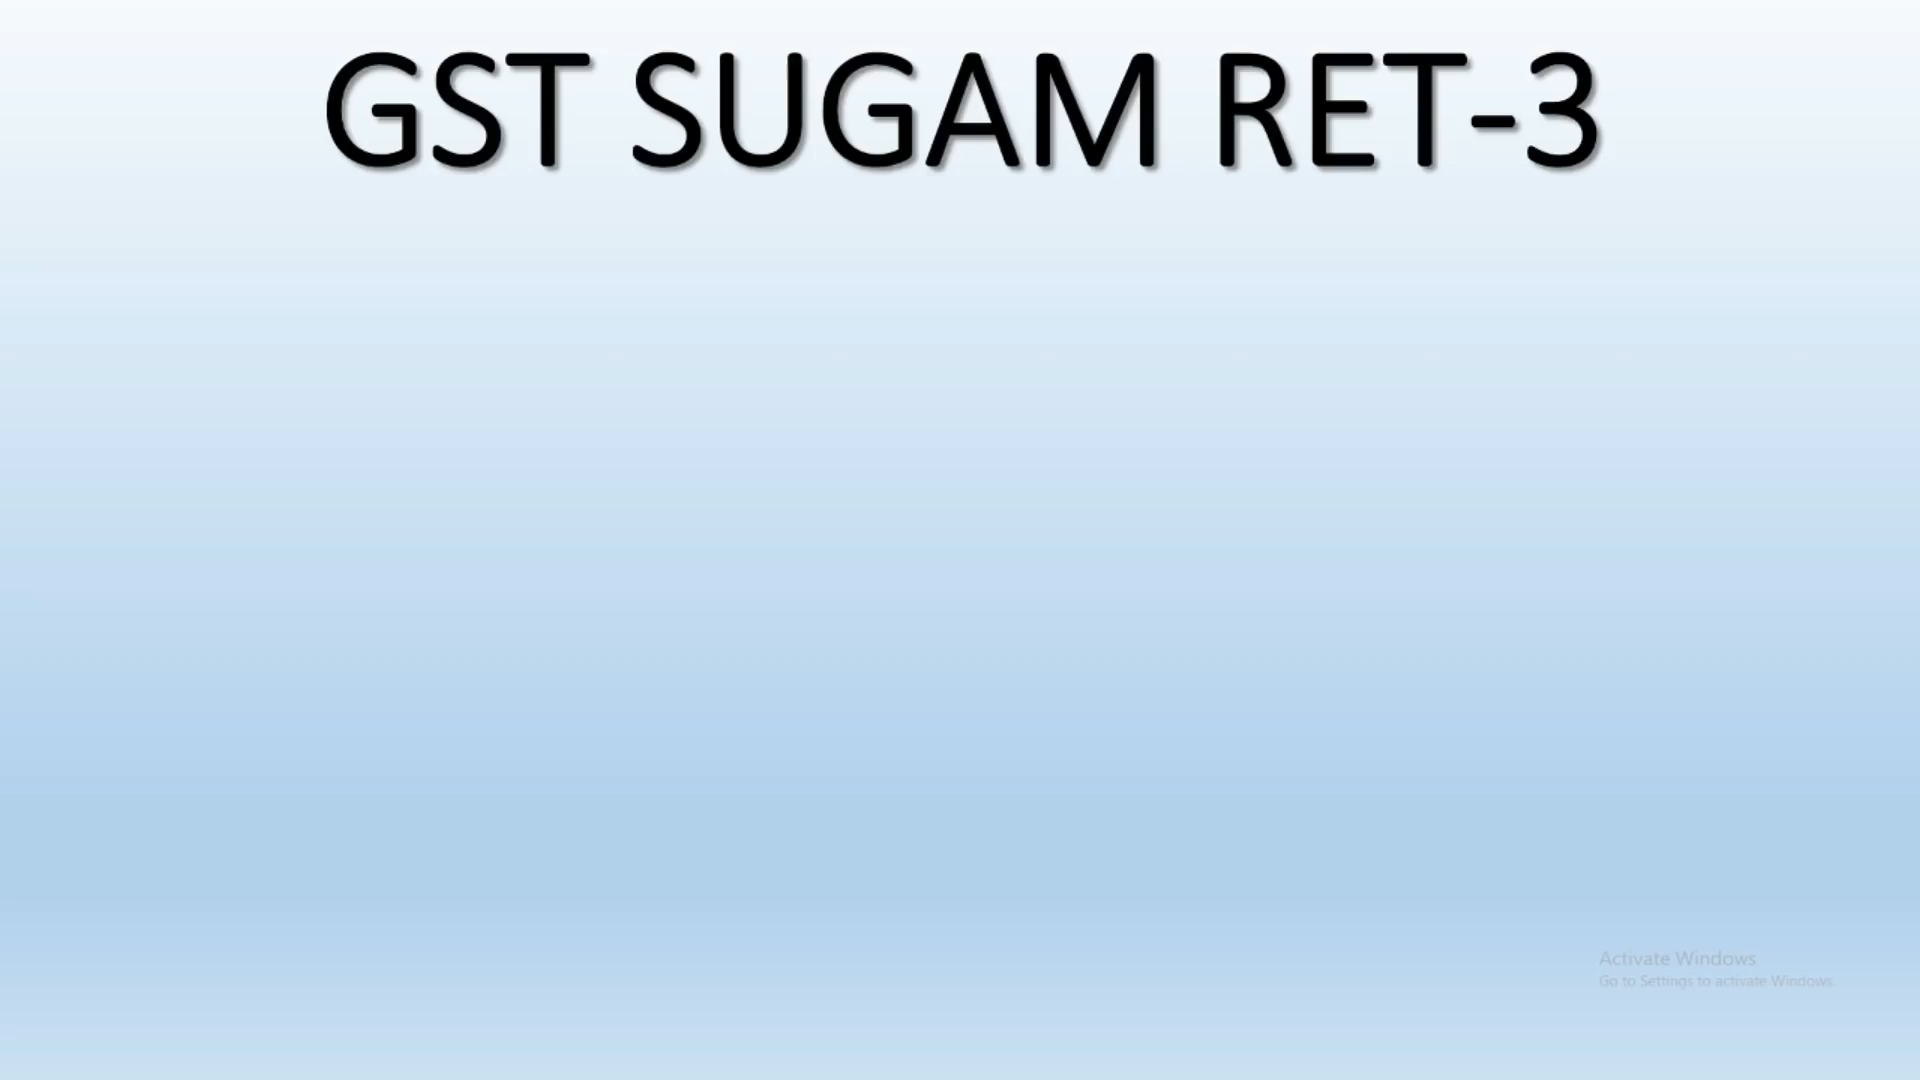 GST SUGAM RET-3
Activate Windows
Go to Settings to activate Windows.